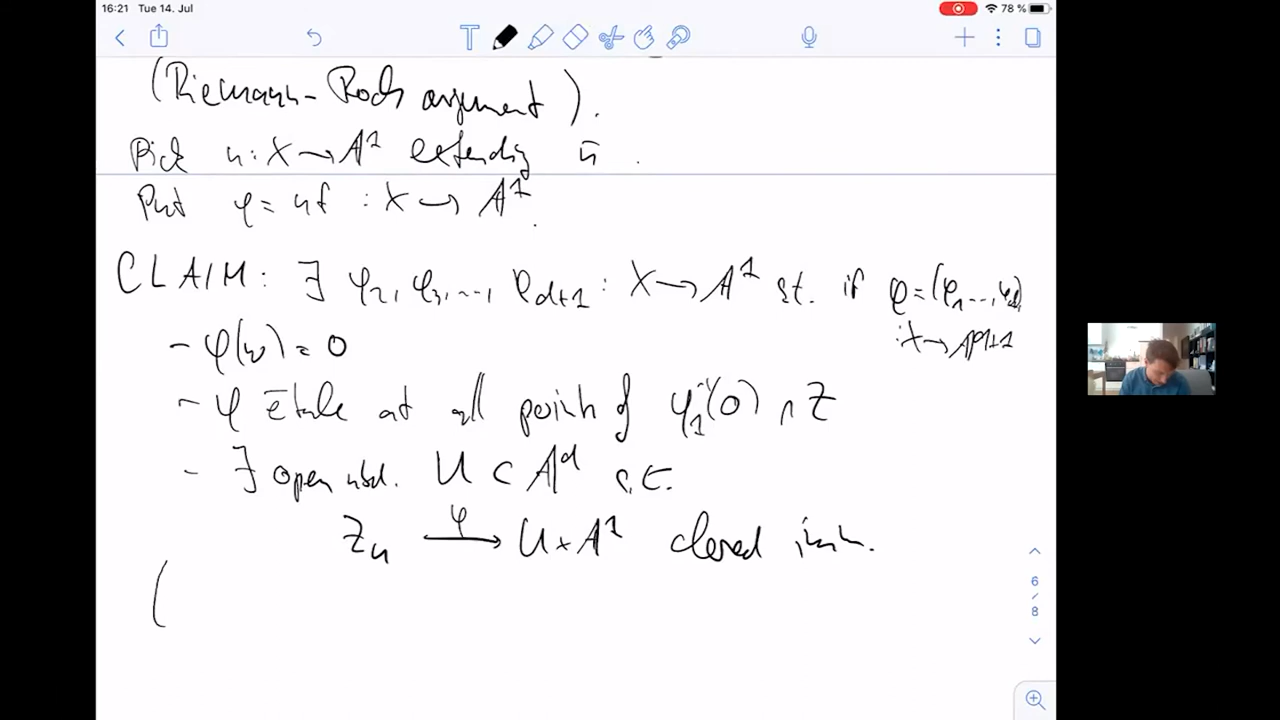 16:21 Tue 14. Jul
78 %
(Riemann-Roch argument).
Pick u: X → A¹ extending ū.
Put φ = uf : X → A¹.
CLAIM: ∃ φ₂, φ₃, ..., φ_{d+1} : X → A¹ s.t. if φ = (φ₁, ..., φ_d
: X → A^{d+1}
- φ(w) = 0
- φ étale at all points of φ₁⁻¹(0) ∩ Z
- ∃ open nbd. U ⊂ A^d s.t.
Z_U →^φ U × A¹ closed imm.
(
6
/
8